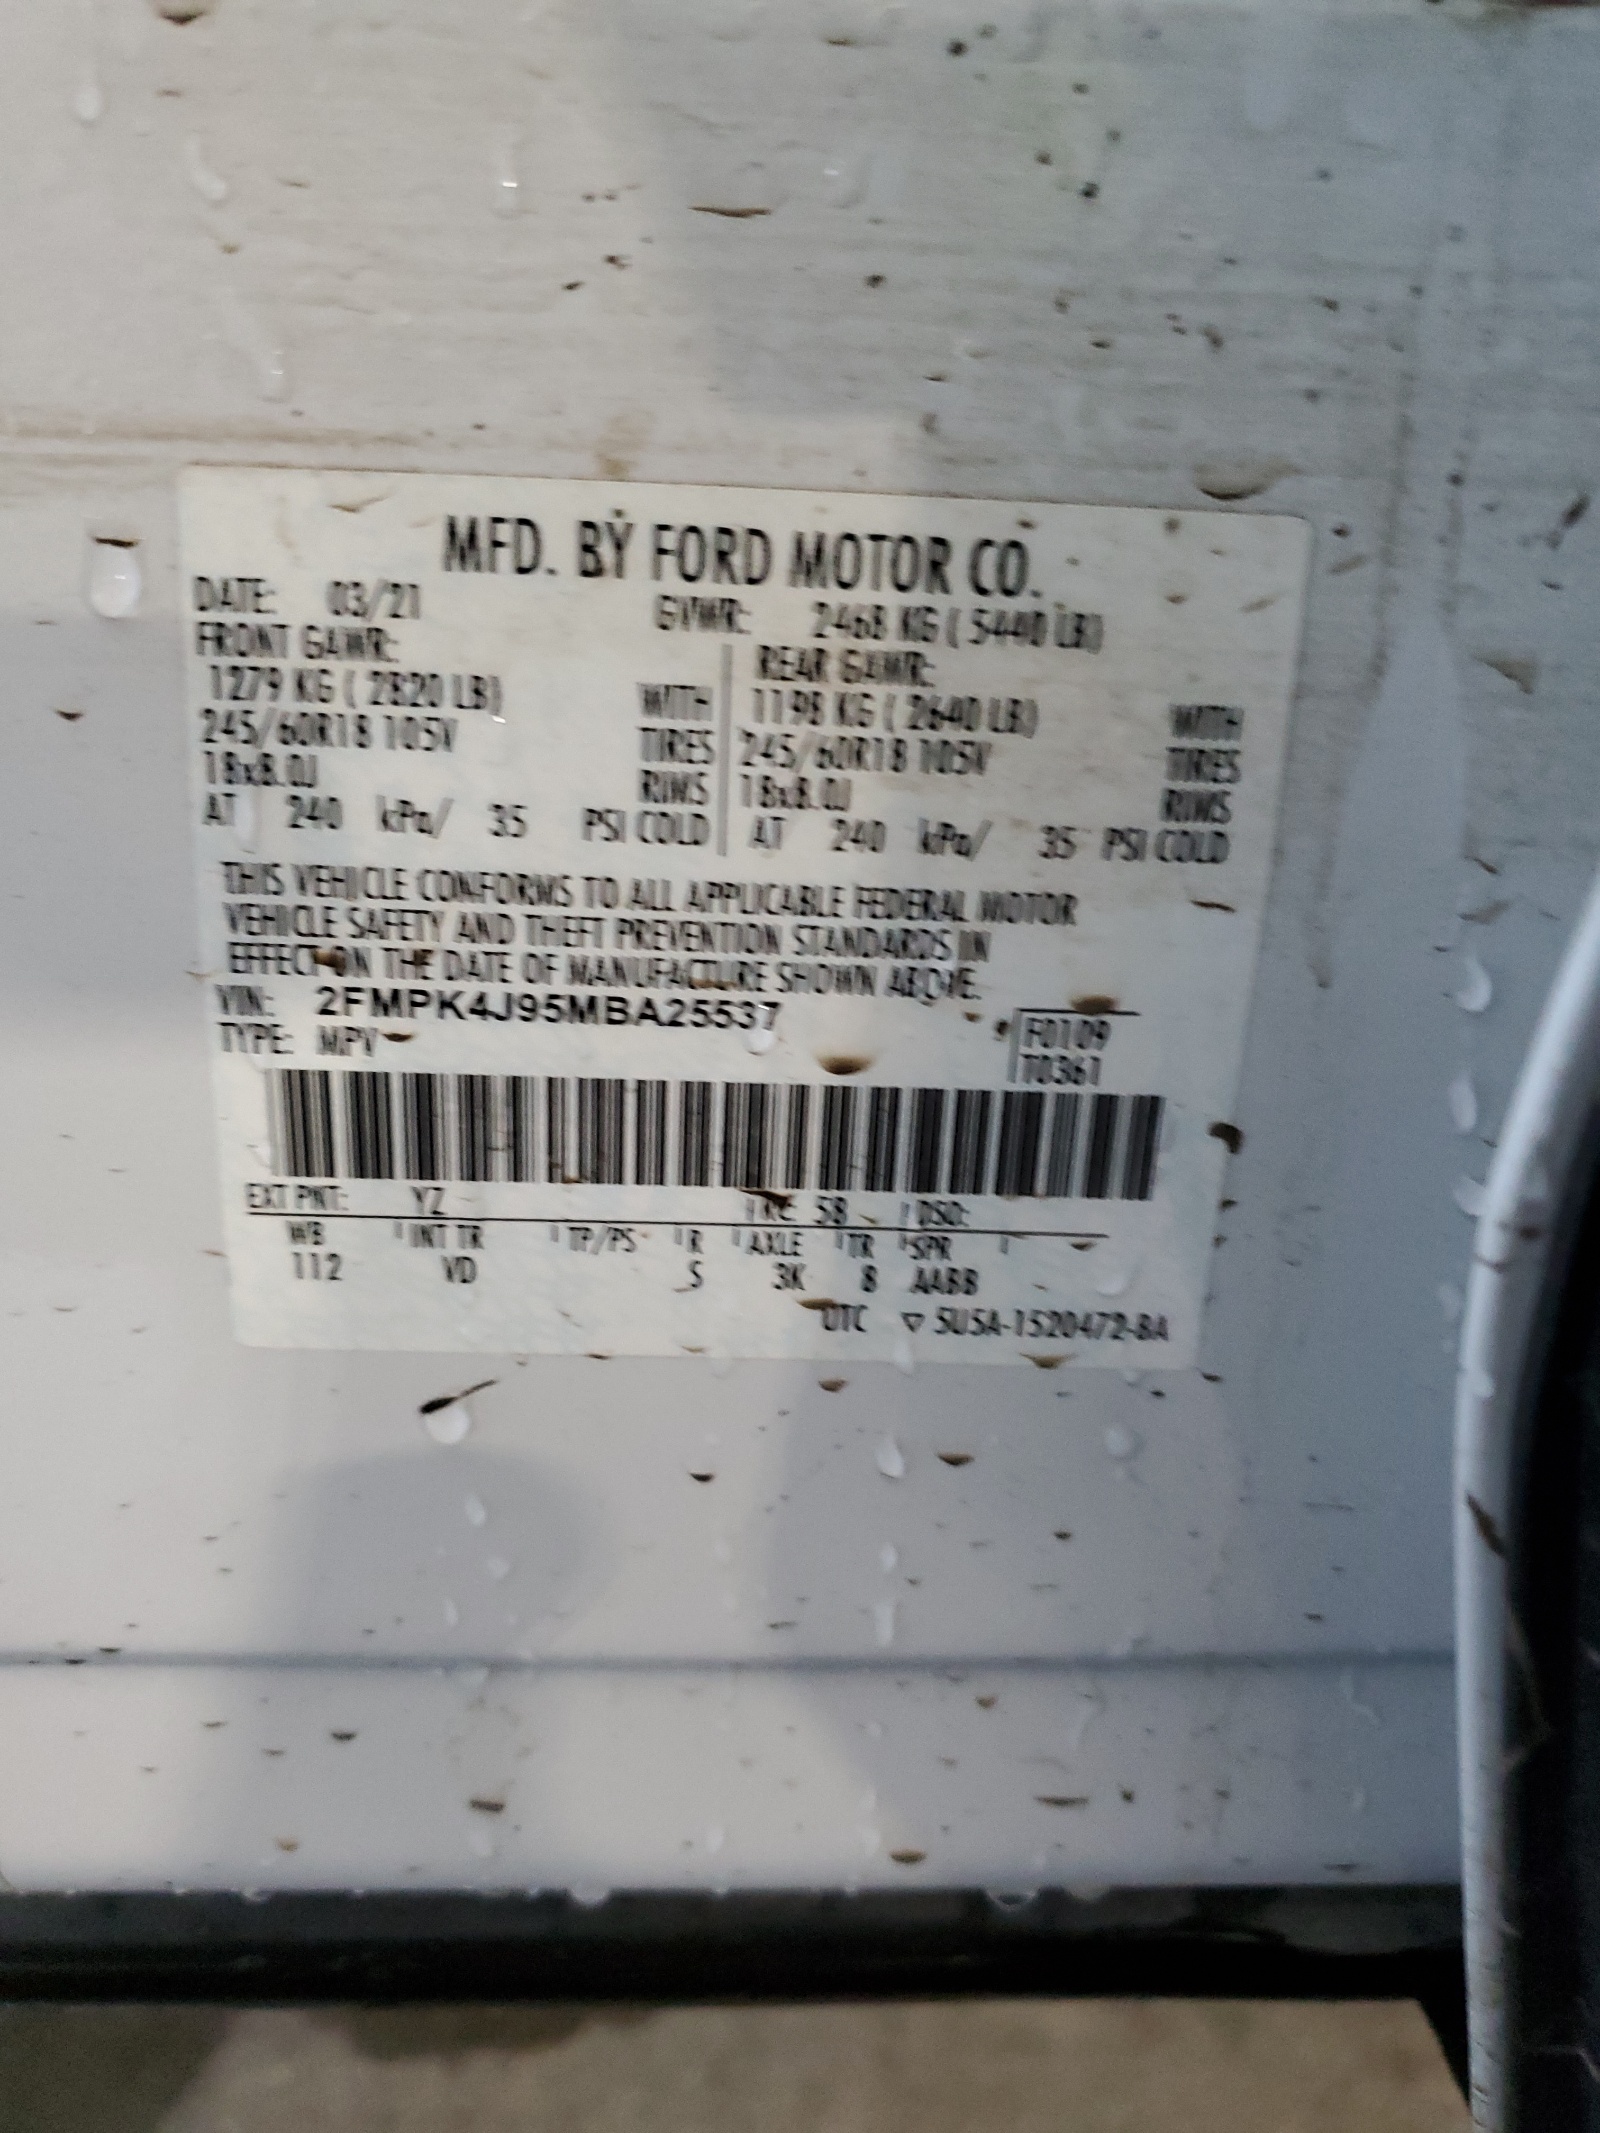 MFD. BY FORD MOTOR CO.
DATE: 03/21 GVWR: 2468 KG ( 5440 LB)
FRONT GAWR: REAR GAWR:
1279 KG ( 2820 LB) WITH 1198 KG ( 2640 LB) WITH
245/60R18 105V TIRES 245/60R18 105V TIRES
18x8.0J RIMS 18x8.0J RIMS
AT 240 kPa/ 35 PSI COLD AT 240 kPa/ 35 PSI COLD
THIS VEHICLE CONFORMS TO ALL APPLICABLE FEDERAL MOTOR
VEHICLE SAFETY AND THEFT PREVENTION STANDARDS IN
EFFECT ON THE DATE OF MANUFACTURE SHOWN ABOVE.
VIN: 2FMPK4J95MBA25537
TYPE: MPV
F0109
T0361
EXT PNT: YZ RC: 58 DSO:
WB INT TR TP/PS R AXLE TR SPR
112 VD S 3K 8 AABB
UTC ▽ 5U5A-1520472-BA